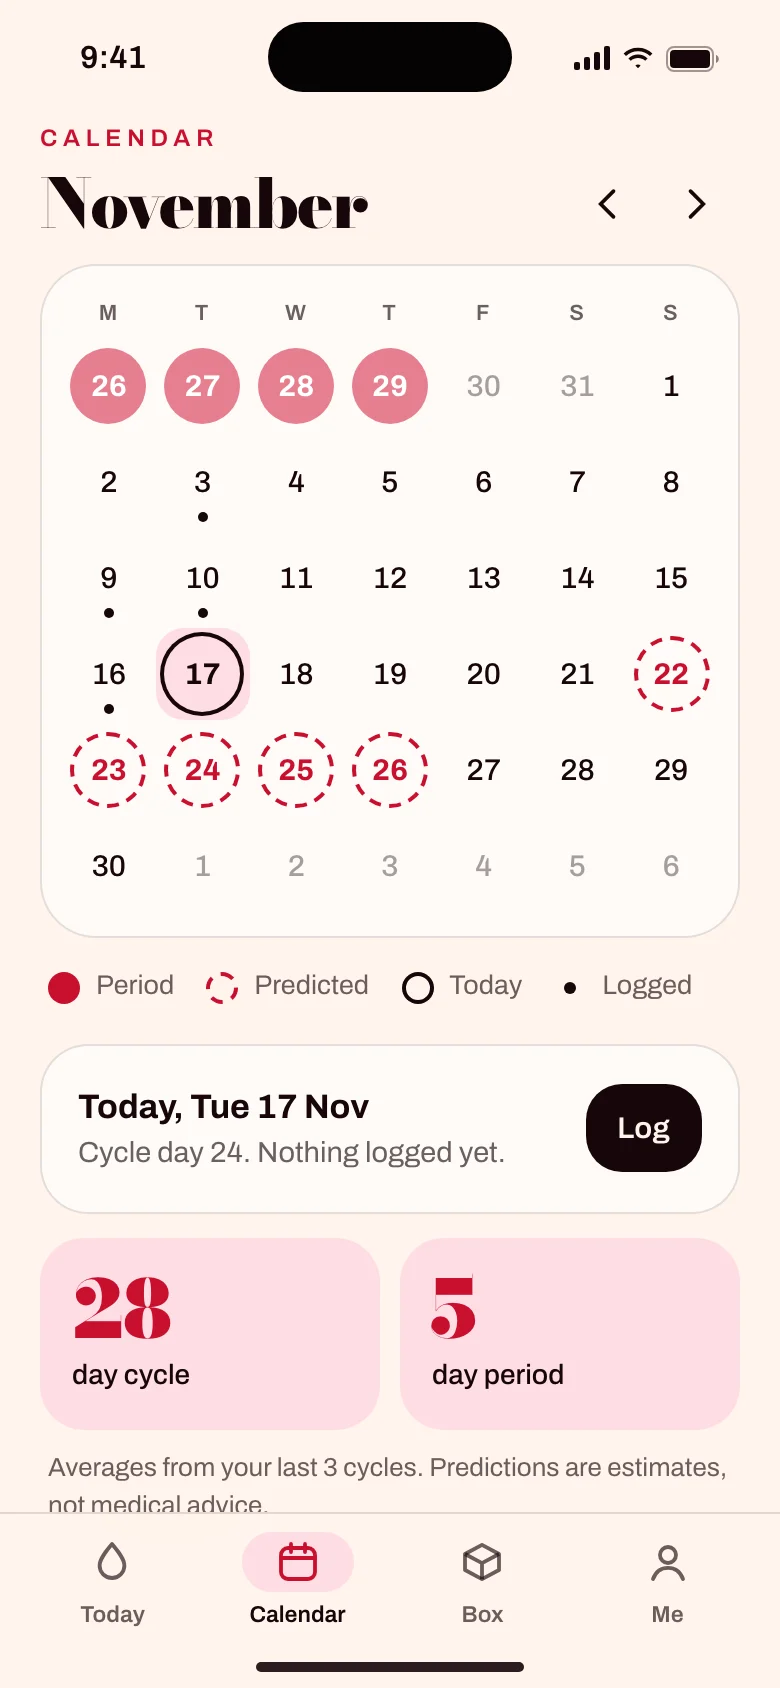 9:41
CALENDAR
November
M T W T F S S
26 27 28 29 30 31 1
2 3 4 5 6 7 8
9 10 11 12 13 14 15
16 17 18 19 20 21 22
23 24 25 26 27 28 29
30 1 2 3 4 5 6
Period Predicted Today Logged
Today, Tue 17 Nov
Cycle day 24. Nothing logged yet.
Log
28
day cycle
5
day period
Averages from your last 3 cycles. Predictions are estimates,
not medical advice.
Today Calendar Box Me